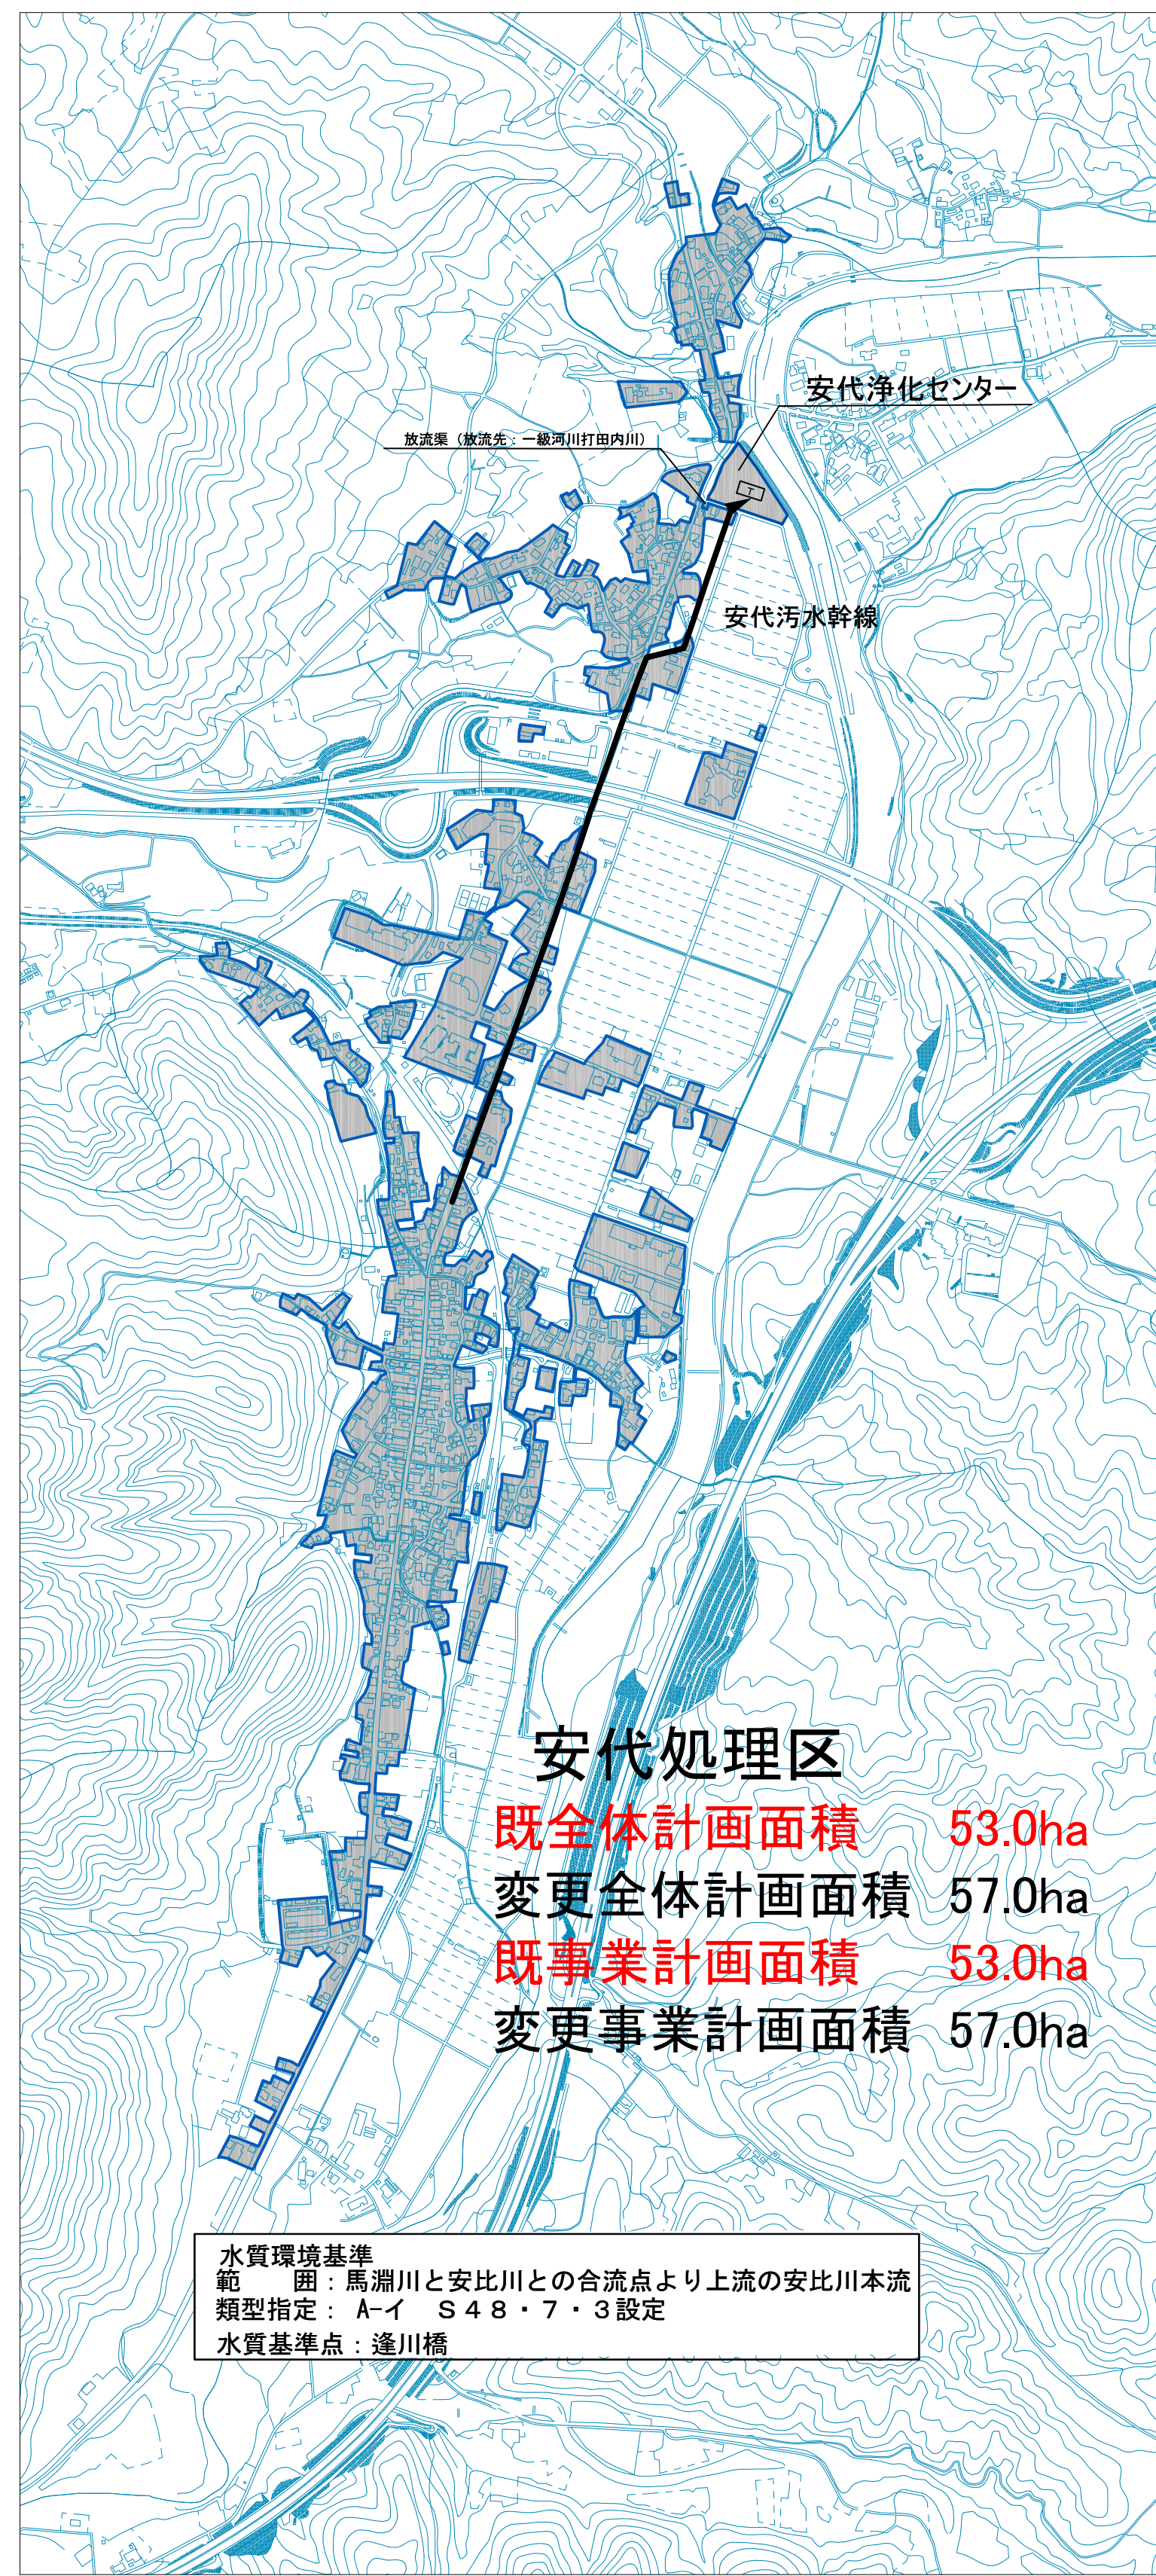 安代浄化センター
放流渠（放流先：一級河川打田内川）
T
安代汚水幹線
安代処理区
既全体計画面積 53.0ha
変更全体計画面積 57.0ha
既事業計画面積 53.0ha
変更事業計画面積 57.0ha
水質環境基準
範　　囲：馬淵川と安比川との合流点より上流の安比川本流
類型指定： A-イ　Ｓ４８・７・３設定
水質基準点：逢川橋